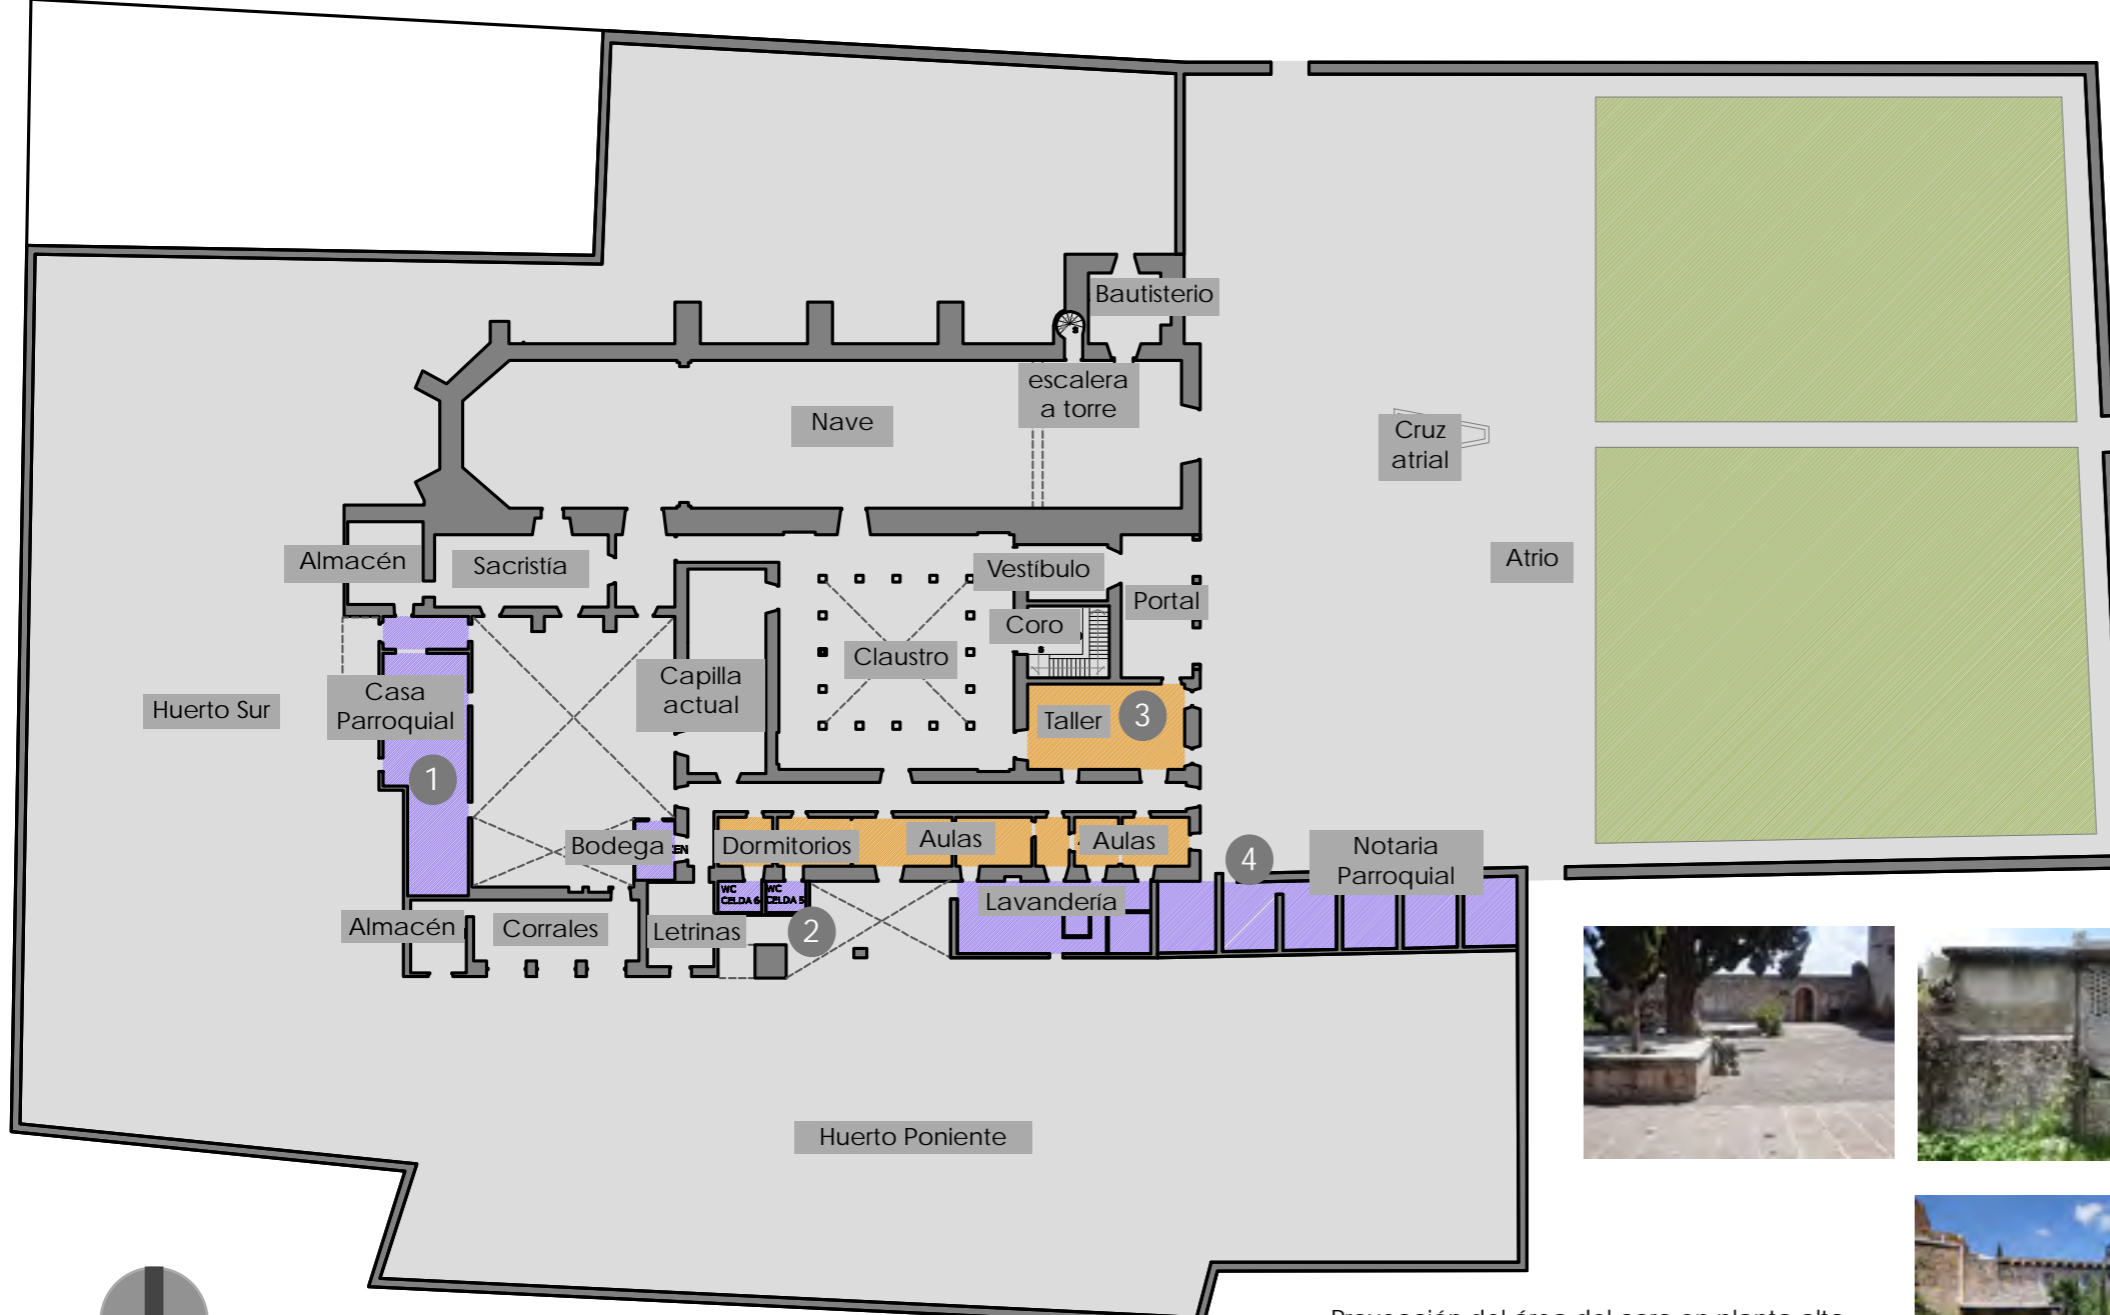 Bautisterio
escalera
a torre
Nave
Cruz
atrial
Almacén
Sacristía
Vestíbulo
Atrio
Portal
Coro
Claustro
Capilla
actual
Casa
Parroquial
Huerto Sur
Taller
3
1
Bodega
Dormitorios
Aulas
Aulas
4
Notaria
Parroquial
WC
CELDA 6
WC
CELDA 5
Lavandería
Almacén
Corrales
Letrinas
2
Huerto Poniente
S
S